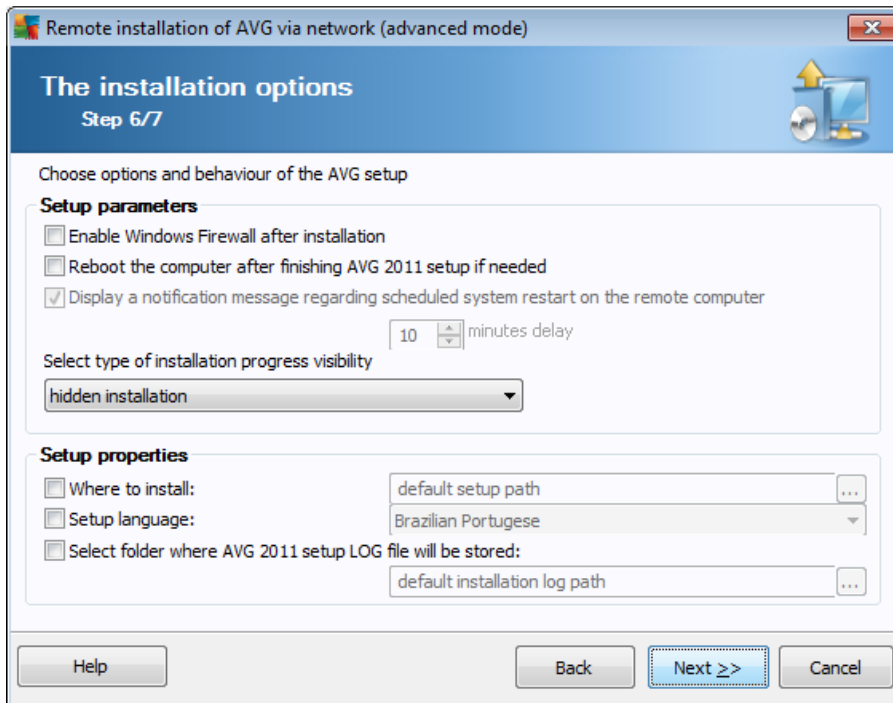 Remote installation of AVG via network (advanced mode)
The installation options
Step 6/7
Choose options and behaviour of the AVG setup
Setup parameters
Enable Windows Firewall after installation
Reboot the computer after finishing AVG 2011 setup if needed
Display a notification message regarding scheduled system restart on the remote computer
10 minutes delay
Select type of installation progress visibility
hidden installation
Setup properties
Where to install: default setup path ...
Setup language: Brazilian Portugese
Select folder where AVG 2011 setup LOG file will be stored:
default installation log path ...
Help Back Next >> Cancel